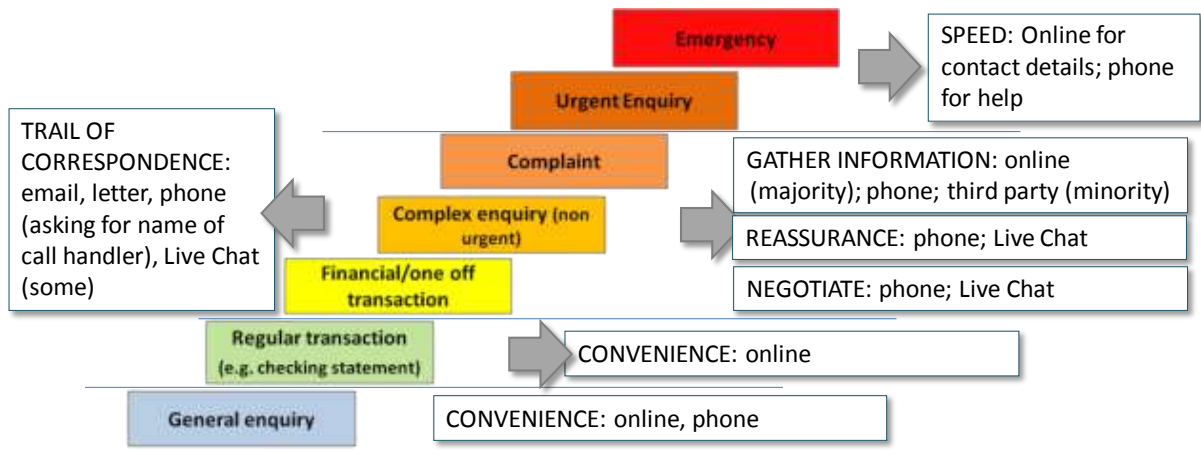 Emergency
SPEED: Online for
contact details; phone
for help
Urgent Enquiry
TRAIL OF
CORRESPONDENCE:
email, letter, phone
(asking for name of
call handler), Live Chat
(some)
Complaint
GATHER INFORMATION: online
(majority); phone; third party (minority)
Complex enquiry (non
urgent)
REASSURANCE: phone; Live Chat
Financial/one off
transaction
NEGOTIATE: phone; Live Chat
Regular transaction
(e.g. checking statement)
CONVENIENCE: online
General enquiry
CONVENIENCE: online, phone